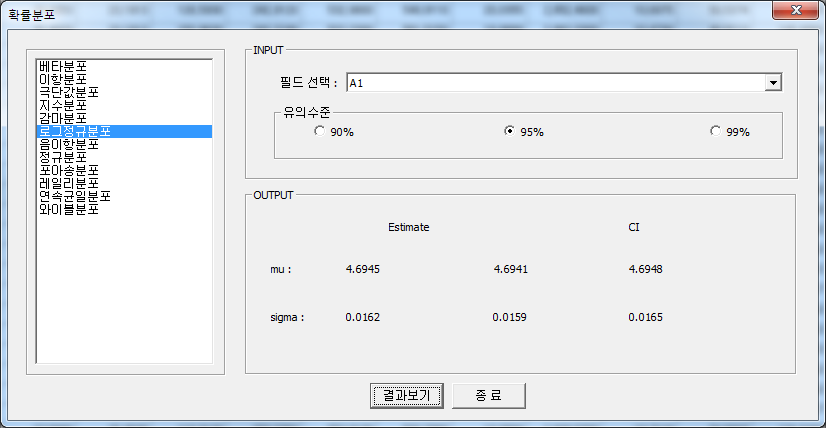 확률분포
베타분포
이항분포
극단값분포
지수분포
감마분포
로그정규분포
음이항분포
정규분포
포아송분포
레일리분포
연속균일분포
와이블분포
INPUT
필드 선택 : A1
유의수준
90% 95% 99%
OUTPUT
Estimate CI
mu : 4.6945 4.6941 4.6948
sigma : 0.0162 0.0159 0.0165
결과보기 종 료